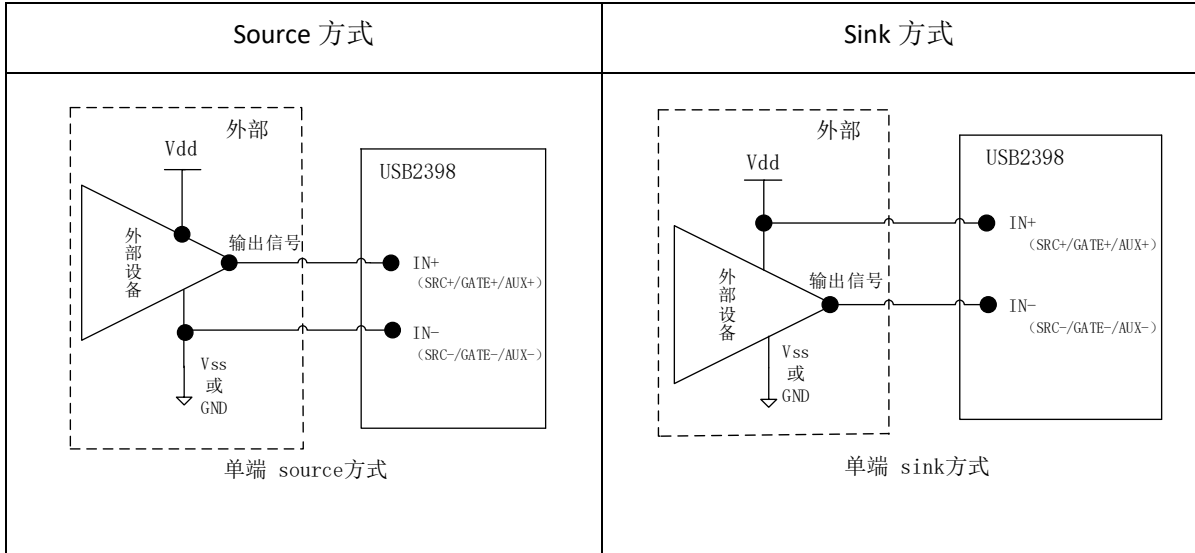 Source 方式
Sink 方式
外部
Vdd
USB2398
外部设备
输出信号
IN+
(SRC+/GATE+/AUX+)
IN-
(SRC-/GATE-/AUX-)
Vss
或
GND
单端 source方式
外部
Vdd
USB2398
IN+
(SRC+/GATE+/AUX+)
外部设备
输出信号
IN-
(SRC-/GATE-/AUX-)
Vss
或
GND
单端 sink方式